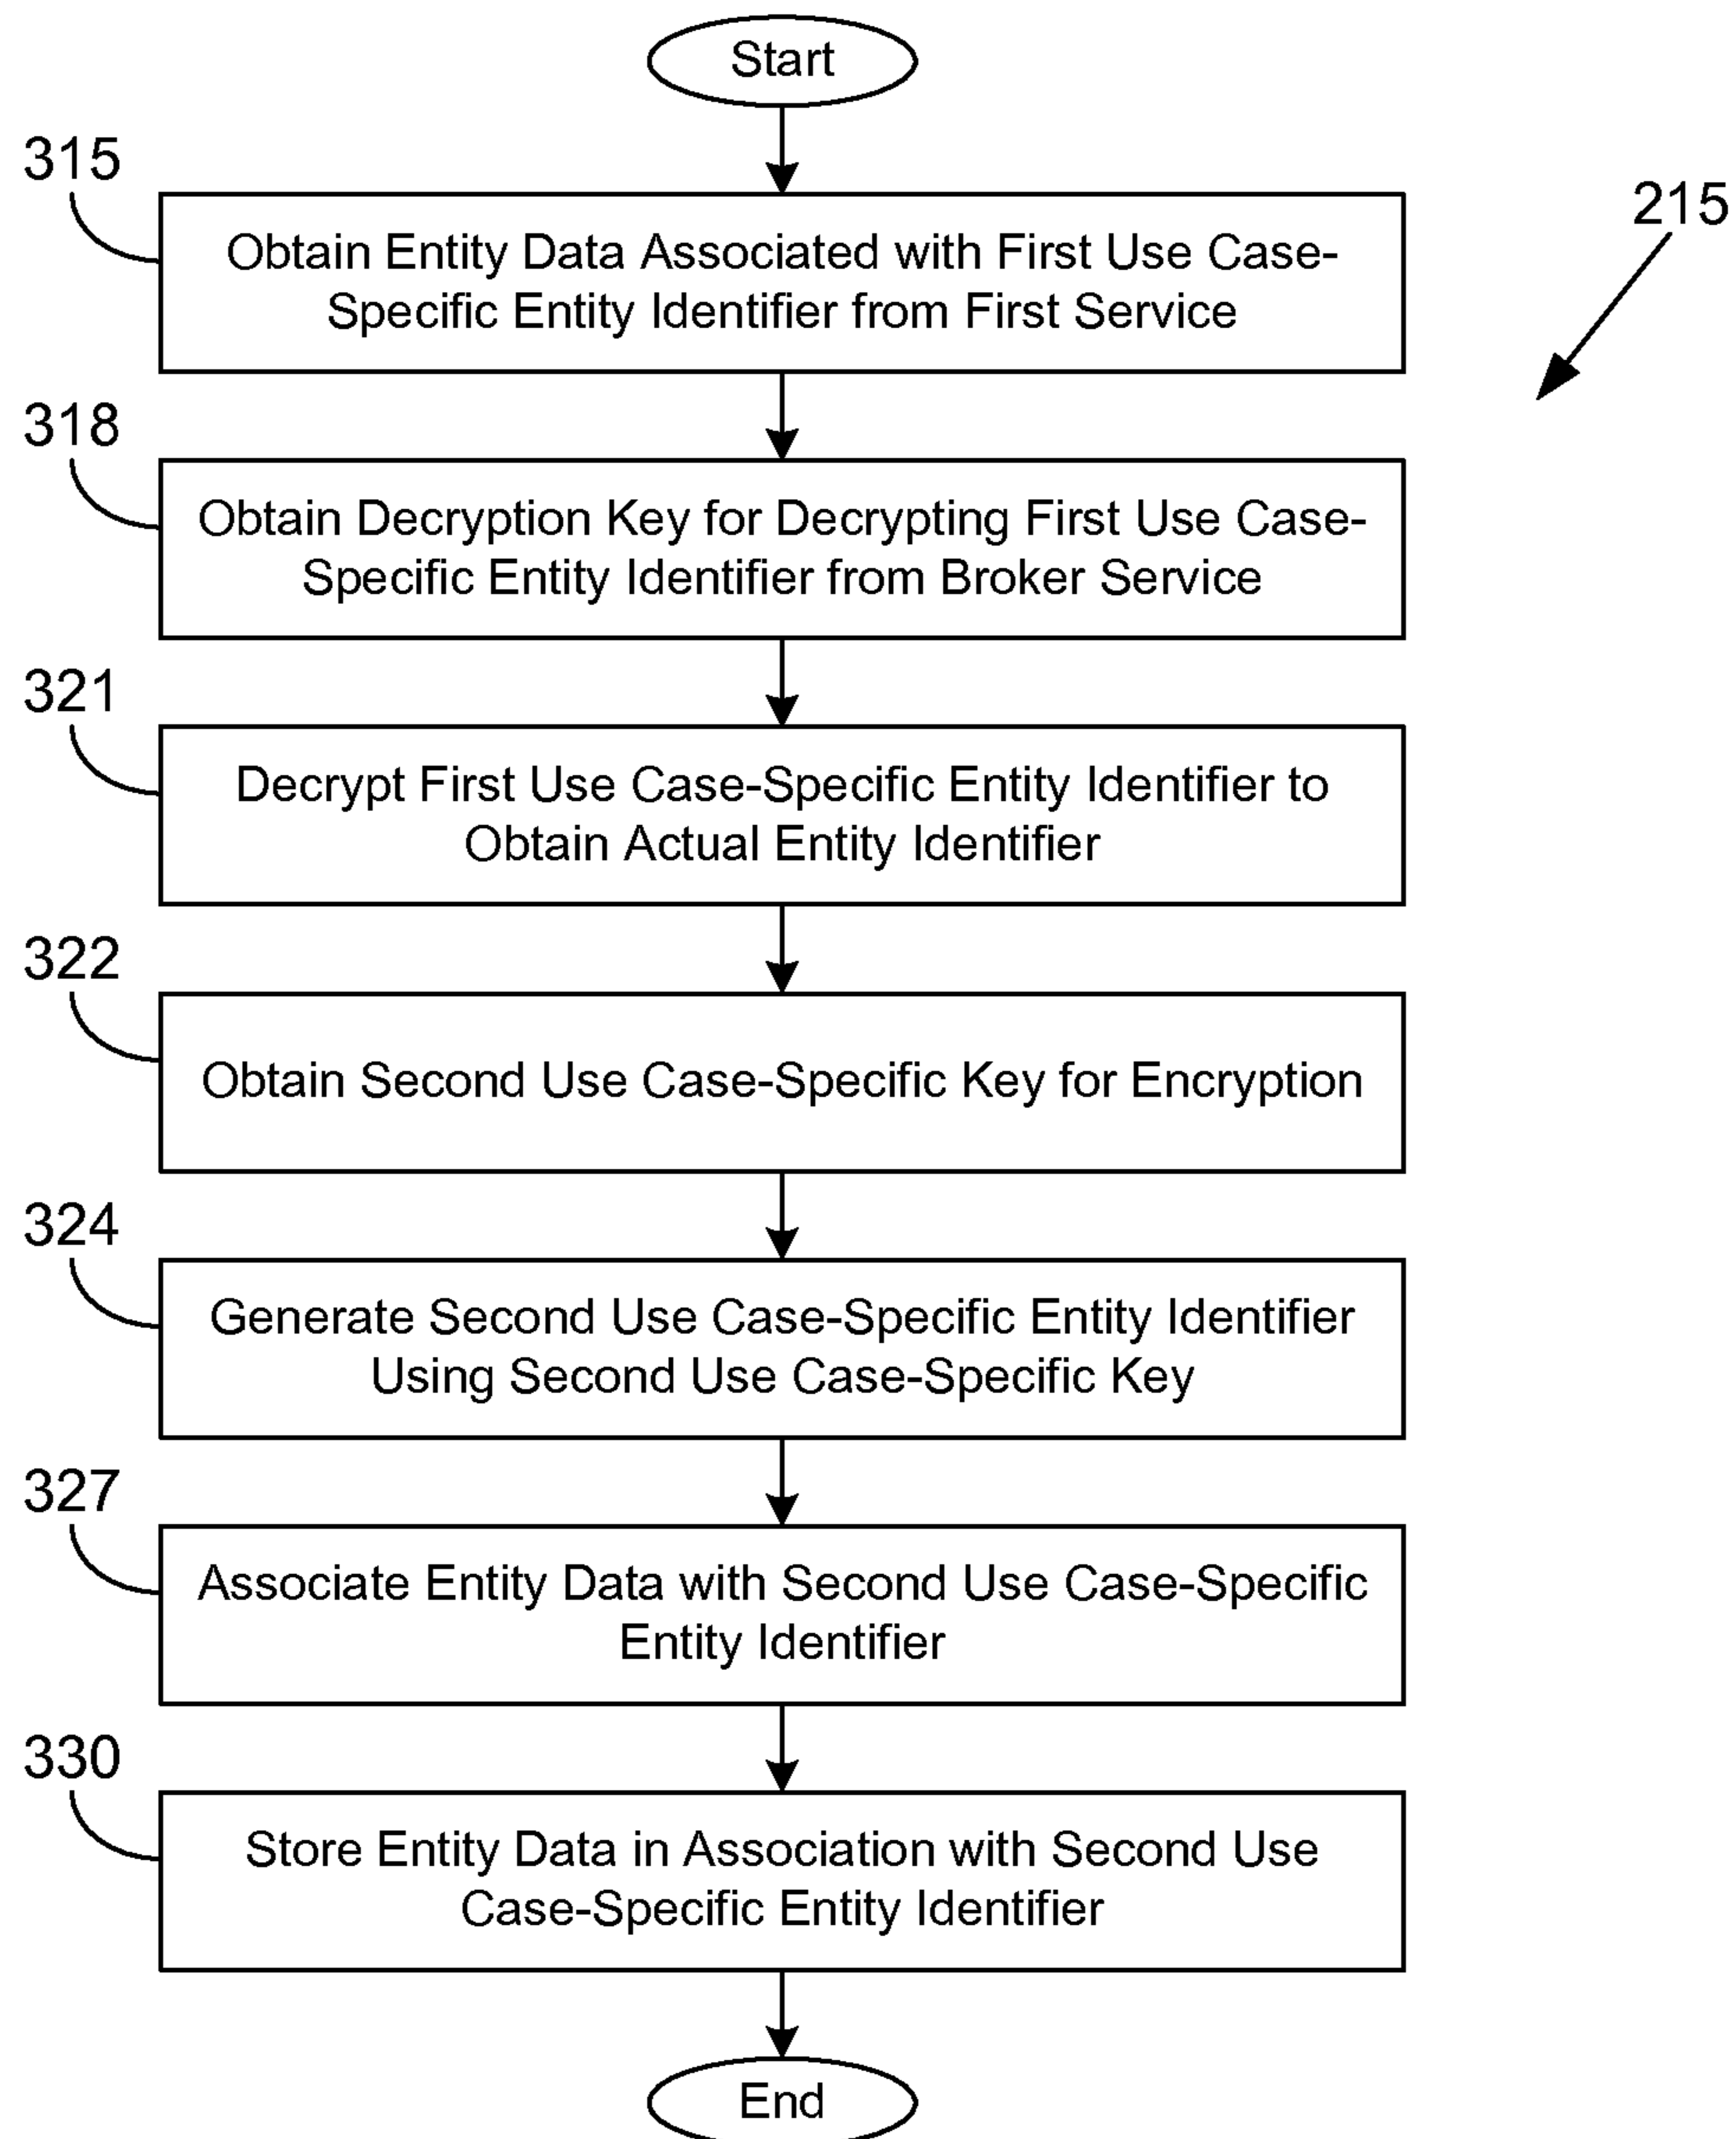 Start
315
215
Obtain Entity Data Associated with First Use Case-
Specific Entity Identifier from First Service
318
Obtain Decryption Key for Decrypting First Use Case-
Specific Entity Identifier from Broker Service
321
Decrypt First Use Case-Specific Entity Identifier to
Obtain Actual Entity Identifier
322
Obtain Second Use Case-Specific Key for Encryption
324
Generate Second Use Case-Specific Entity Identifier
Using Second Use Case-Specific Key
327
Associate Entity Data with Second Use Case-Specific
Entity Identifier
330
Store Entity Data in Association with Second Use
Case-Specific Entity Identifier
End